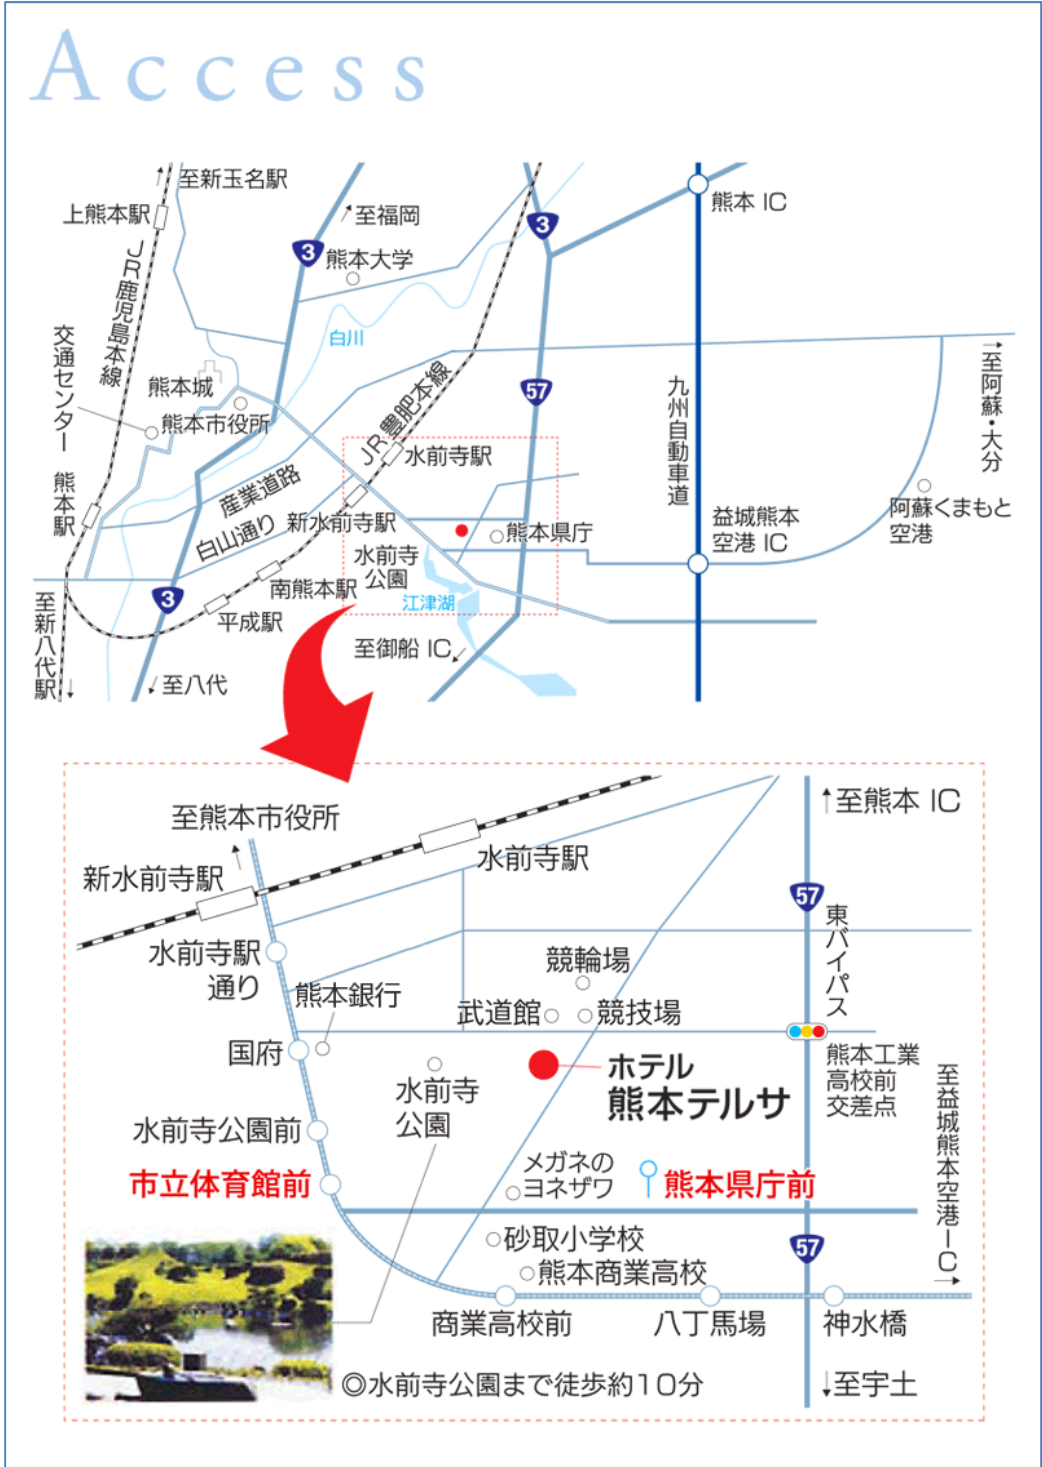 Access
至新玉名駅
上熊本駅
JR鹿児島本線
至福岡
3
3
熊本大学
熊本 IC
白川
交通センター
熊本城
熊本市役所
JR豊肥本線
57
九州自動車道
→至阿蘇・大分
水前寺駅
熊本駅
産業道路
白山通り
新水前寺駅
熊本県庁
益城熊本
空港 IC
阿蘇くまもと
空港
水前寺
公園
南熊本駅
江津湖
3
平成駅
至新八代駅
至御船 IC
至八代
至熊本市役所
↑至熊本 IC
新水前寺駅
水前寺駅
57
東バイパス
水前寺駅
通り
競輪場
熊本銀行
武道館
競技場
国府
ホテル
熊本テルサ
熊本工業
高校前
交差点
水前寺
公園
至益城熊本空港IC
水前寺公園前
メガネの
ヨネザワ
市立体育館前
熊本県庁前
砂取小学校
57
熊本商業高校
商業高校前
八丁馬場
神水橋
◎水前寺公園まで徒歩約10分
↓至宇土